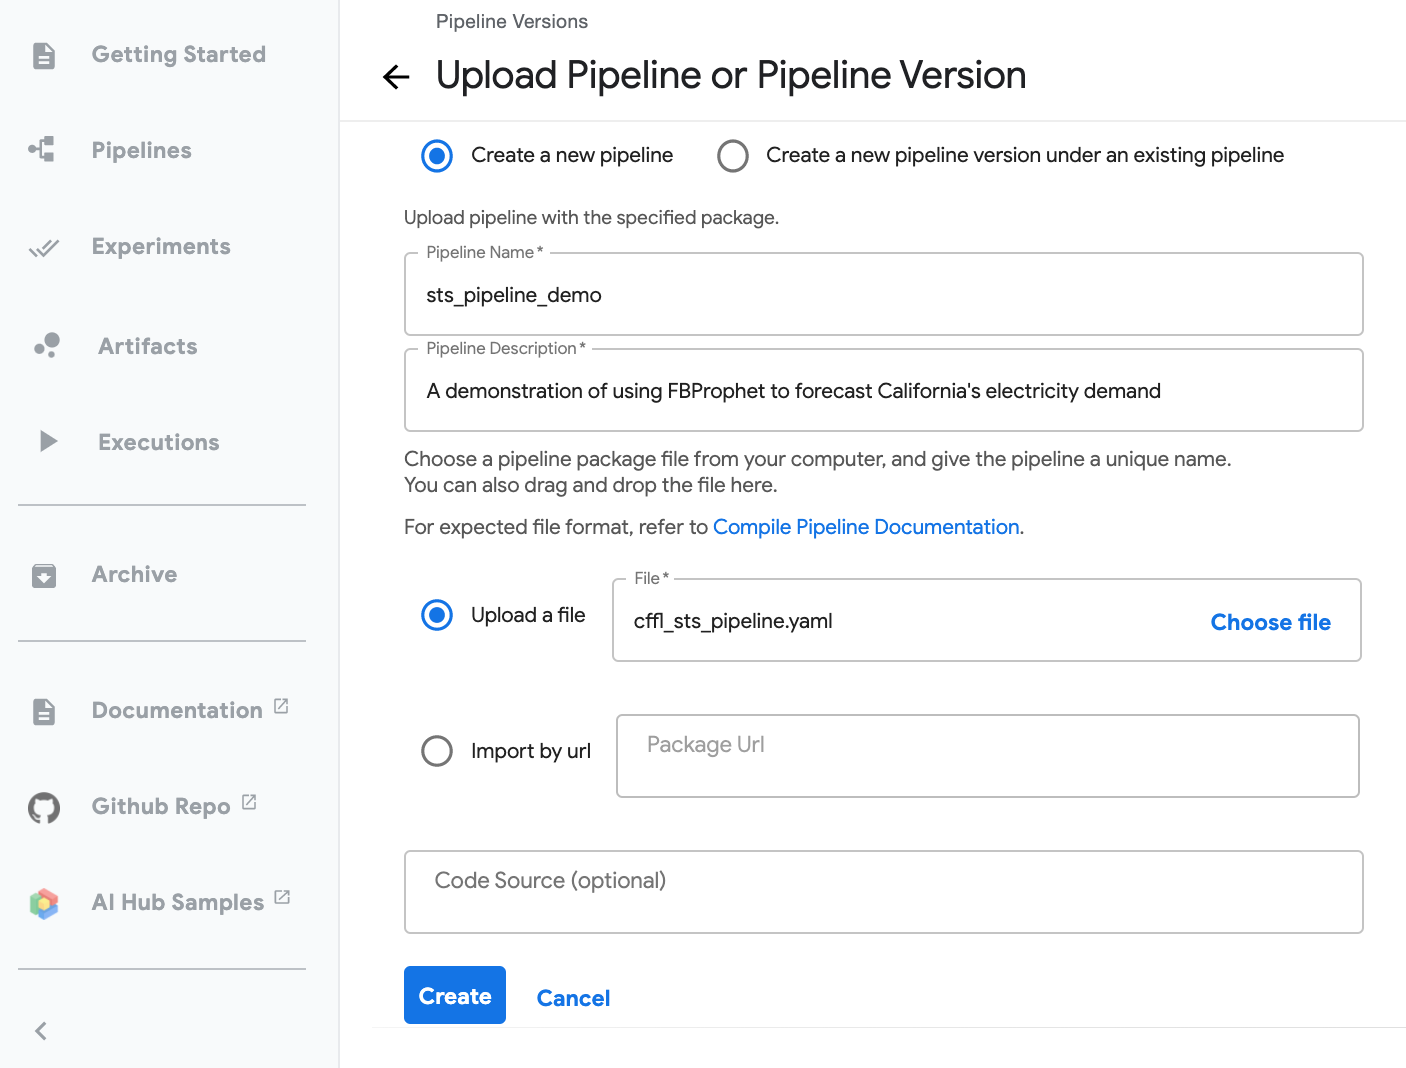 Getting Started
Pipelines
Experiments
Artifacts
Executions
Archive
Documentation
Github Repo
AI Hub Samples
Pipeline Versions
Upload Pipeline or Pipeline Version
Create a new pipeline
Create a new pipeline version under an existing pipeline
Upload pipeline with the specified package.
Pipeline Name*
sts_pipeline_demo
Pipeline Description*
A demonstration of using FBProphet to forecast California's electricity demand
Choose a pipeline package file from your computer, and give the pipeline a unique name.
You can also drag and drop the file here.
For expected file format, refer to Compile Pipeline Documentation.
Upload a file
File*
cffl_sts_pipeline.yaml
Choose file
Import by url
Package Url
Code Source (optional)
Create
Cancel